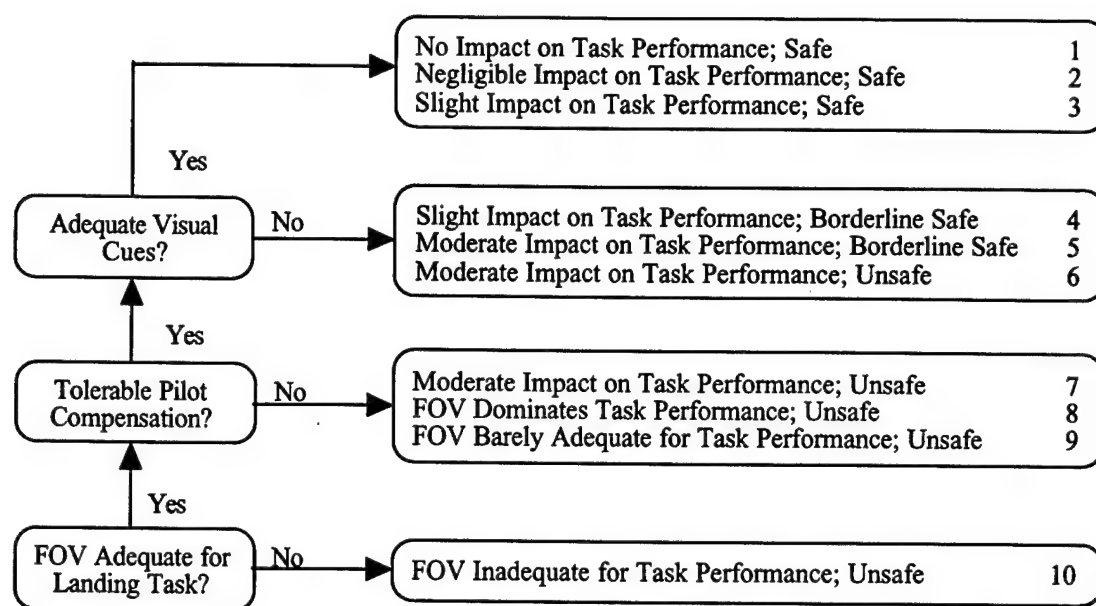 No Impact on Task Performance; Safe 1
Negligible Impact on Task Performance; Safe 2
Slight Impact on Task Performance; Safe 3
Yes
Adequate Visual
Cues?
No
Slight Impact on Task Performance; Borderline Safe 4
Moderate Impact on Task Performance; Borderline Safe 5
Moderate Impact on Task Performance; Unsafe 6
Yes
Tolerable Pilot
Compensation?
No
Moderate Impact on Task Performance; Unsafe 7
FOV Dominates Task Performance; Unsafe 8
FOV Barely Adequate for Task Performance; Unsafe 9
Yes
FOV Adequate for
Landing Task?
No
FOV Inadequate for Task Performance; Unsafe 10